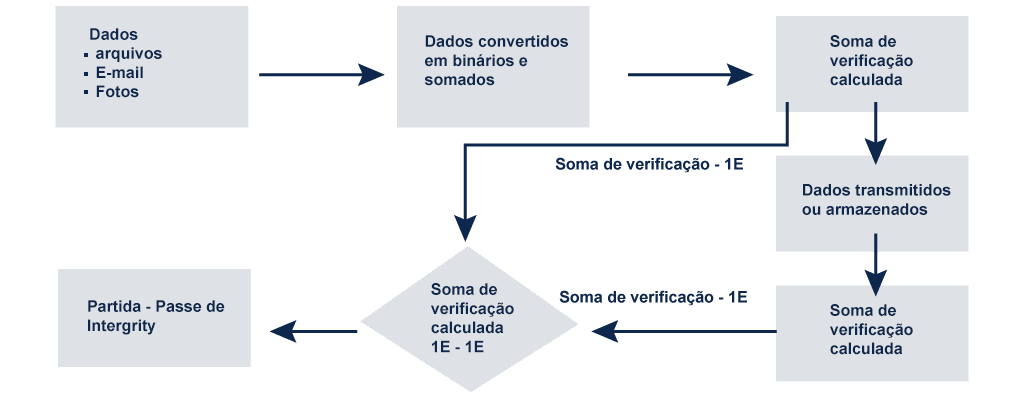 Dados
▪ arquivos
▪ E-mail
▪ Fotos
Dados convertidos
em binários e
somados
Soma de
verificação
calculada
Soma de verificação - 1E
Dados transmitidos
ou armazenados
Soma de
verificação
calculada
Soma de verificação - 1E
Soma de
verificação
calculada
1E - 1E
Partida - Passe de
Intergrity